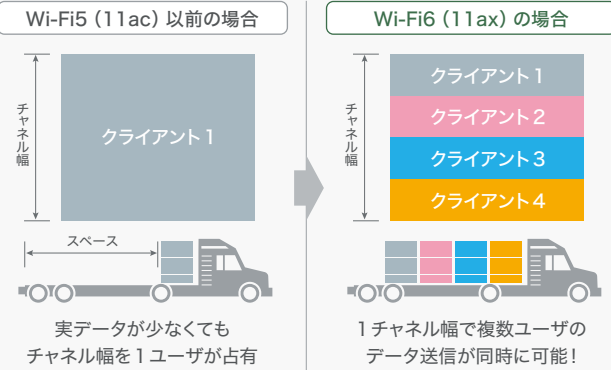 Wi-Fi5（11ac）以前の場合
チャネル幅
クライアント1
スペース
実データが少なくても
チャネル幅を1ユーザが占有
Wi-Fi6（11ax）の場合
チャネル幅
クライアント1
クライアント2
クライアント3
クライアント4
1チャネル幅で複数ユーザの
データ送信が同時に可能！